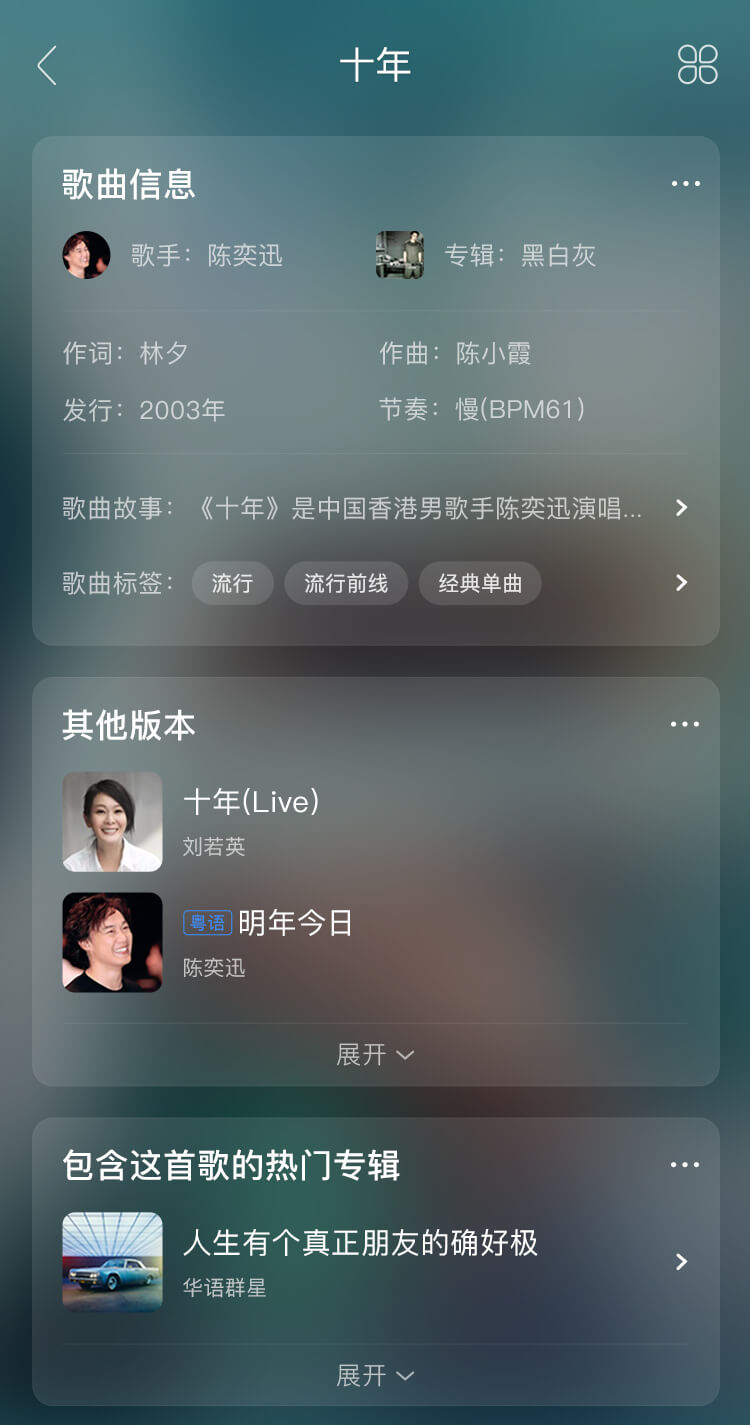 十年
歌曲信息
歌手：陈奕迅
专辑：黑白灰
作词：林夕
作曲：陈小霞
发行：2003年
节奏：慢(BPM61)
歌曲故事：《十年》是中国香港男歌手陈奕迅演唱...
歌曲标签：流行 流行前线 经典单曲
其他版本
十年(Live)
刘若英
粤语 明年今日
陈奕迅
展开
包含这首歌的热门专辑
人生有个真正朋友的确好极
华语群星
展开